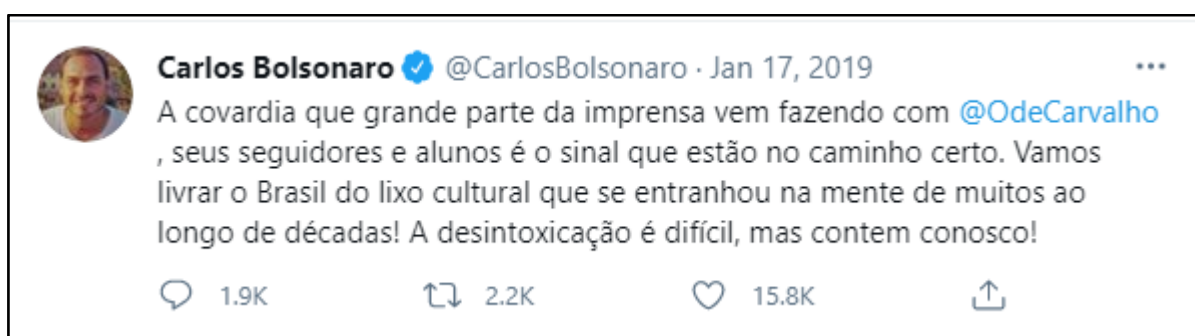 Carlos Bolsonaro @CarlosBolsonaro · Jan 17, 2019
A covardia que grande parte da imprensa vem fazendo com @OdeCarvalho
, seus seguidores e alunos é o sinal que estão no caminho certo. Vamos
livrar o Brasil do lixo cultural que se entranhou na mente de muitos ao
longo de décadas! A desintoxicação é difícil, mas contem conosco!
1.9K 2.2K 15.8K